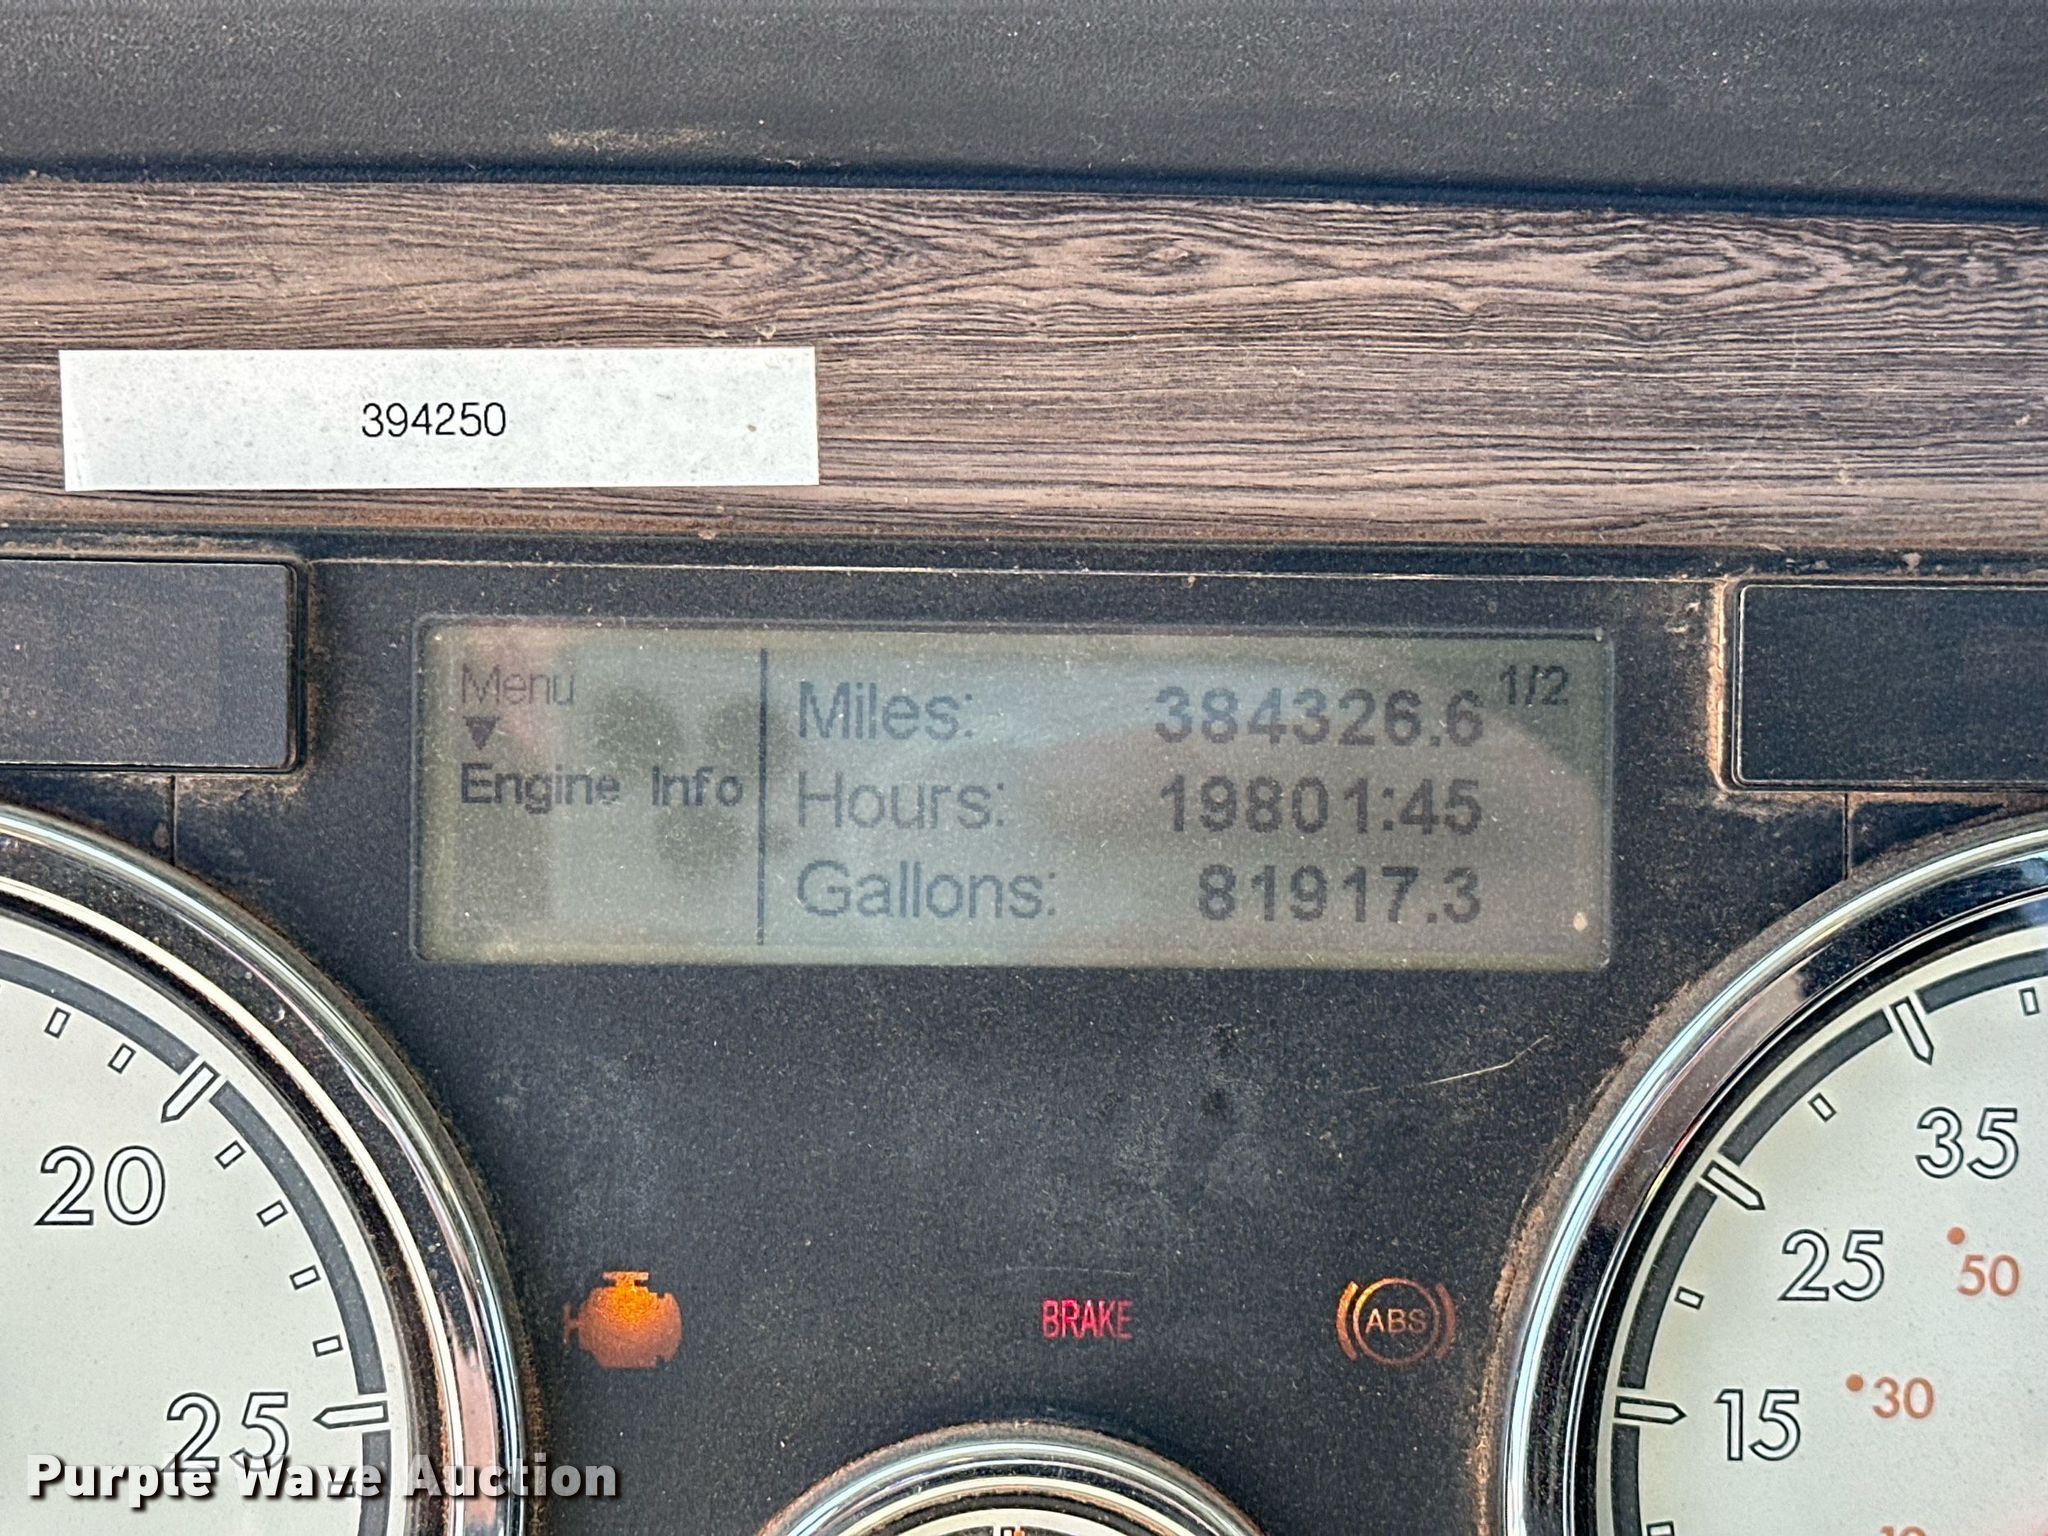 394250
Menu
Engine Info
Miles: 384326.6 1/2
Hours: 19801:45
Gallons: 81917.3
20
25
35
25
50
15
30
BRAKE
ABS
Purple Wave Auction